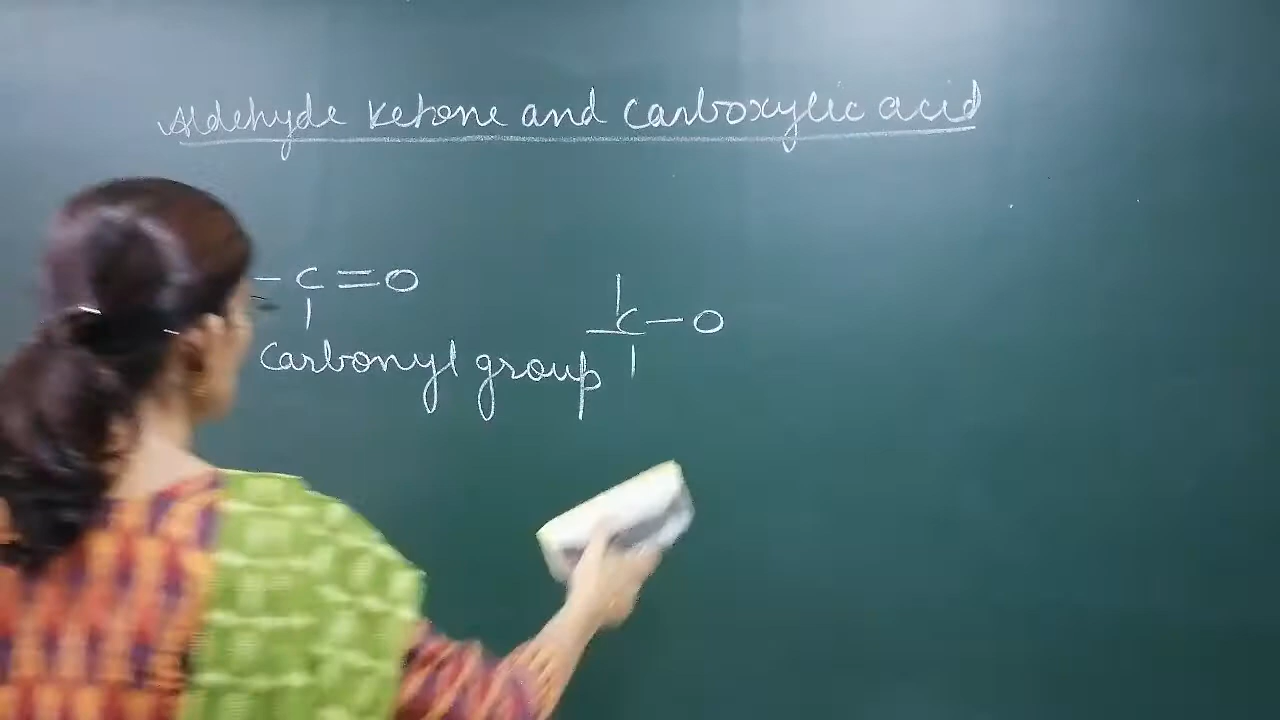 Aldehyde Ketone and carboxylic acid
-C=O
|
Carbonyl group
|
-C-O
|